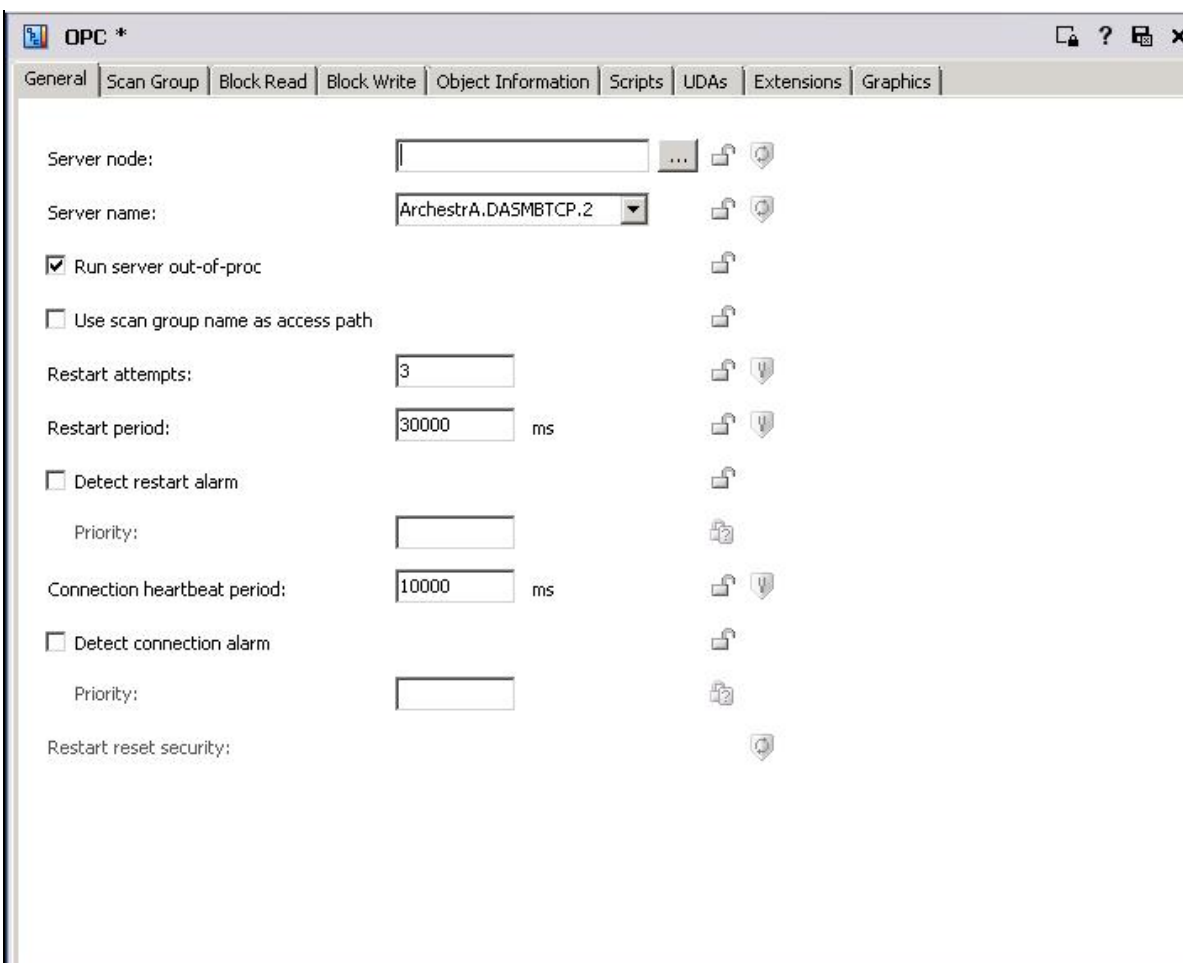 OPC *
General Scan Group Block Read Block Write Object Information Scripts UDAs Extensions Graphics
Server node: ...
Server name: ArchestrA.DASMBTCP.2
Run server out-of-proc
Use scan group name as access path
Restart attempts: 3
Restart period: 30000 ms
Detect restart alarm
Priority:
Connection heartbeat period: 10000 ms
Detect connection alarm
Priority:
Restart reset security: